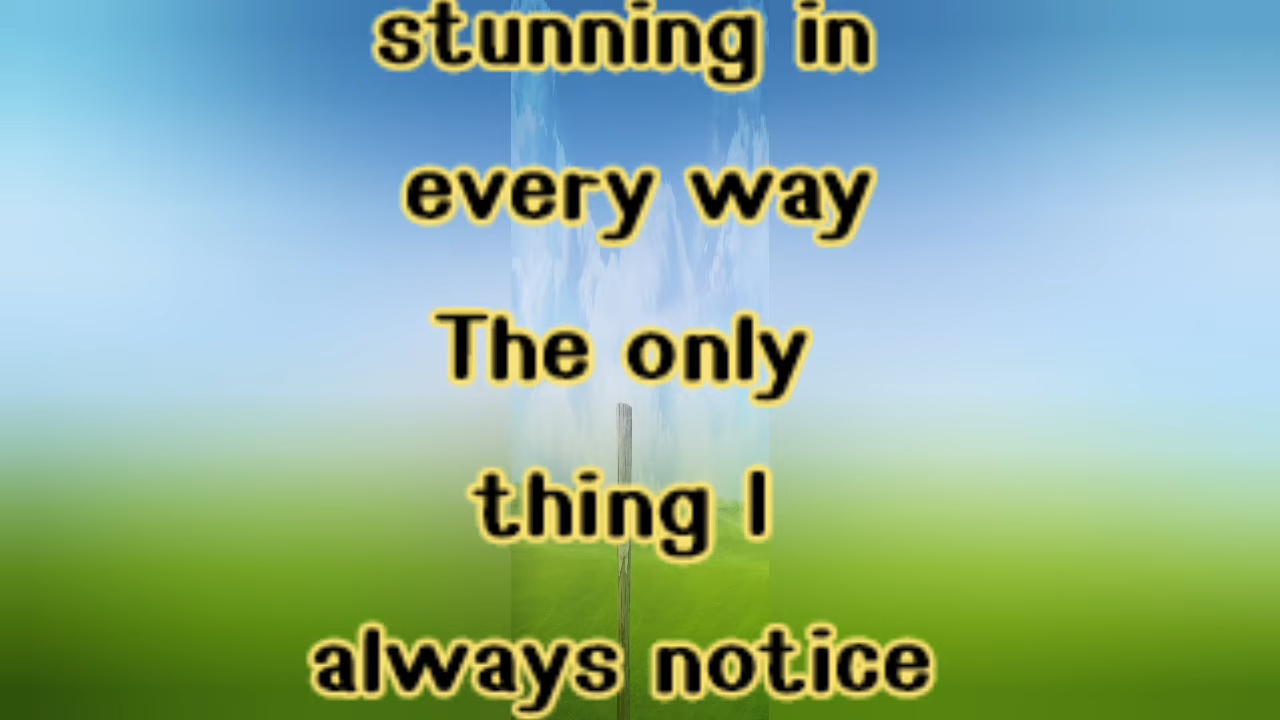 stunning in
every way
The only
thing I
always notice